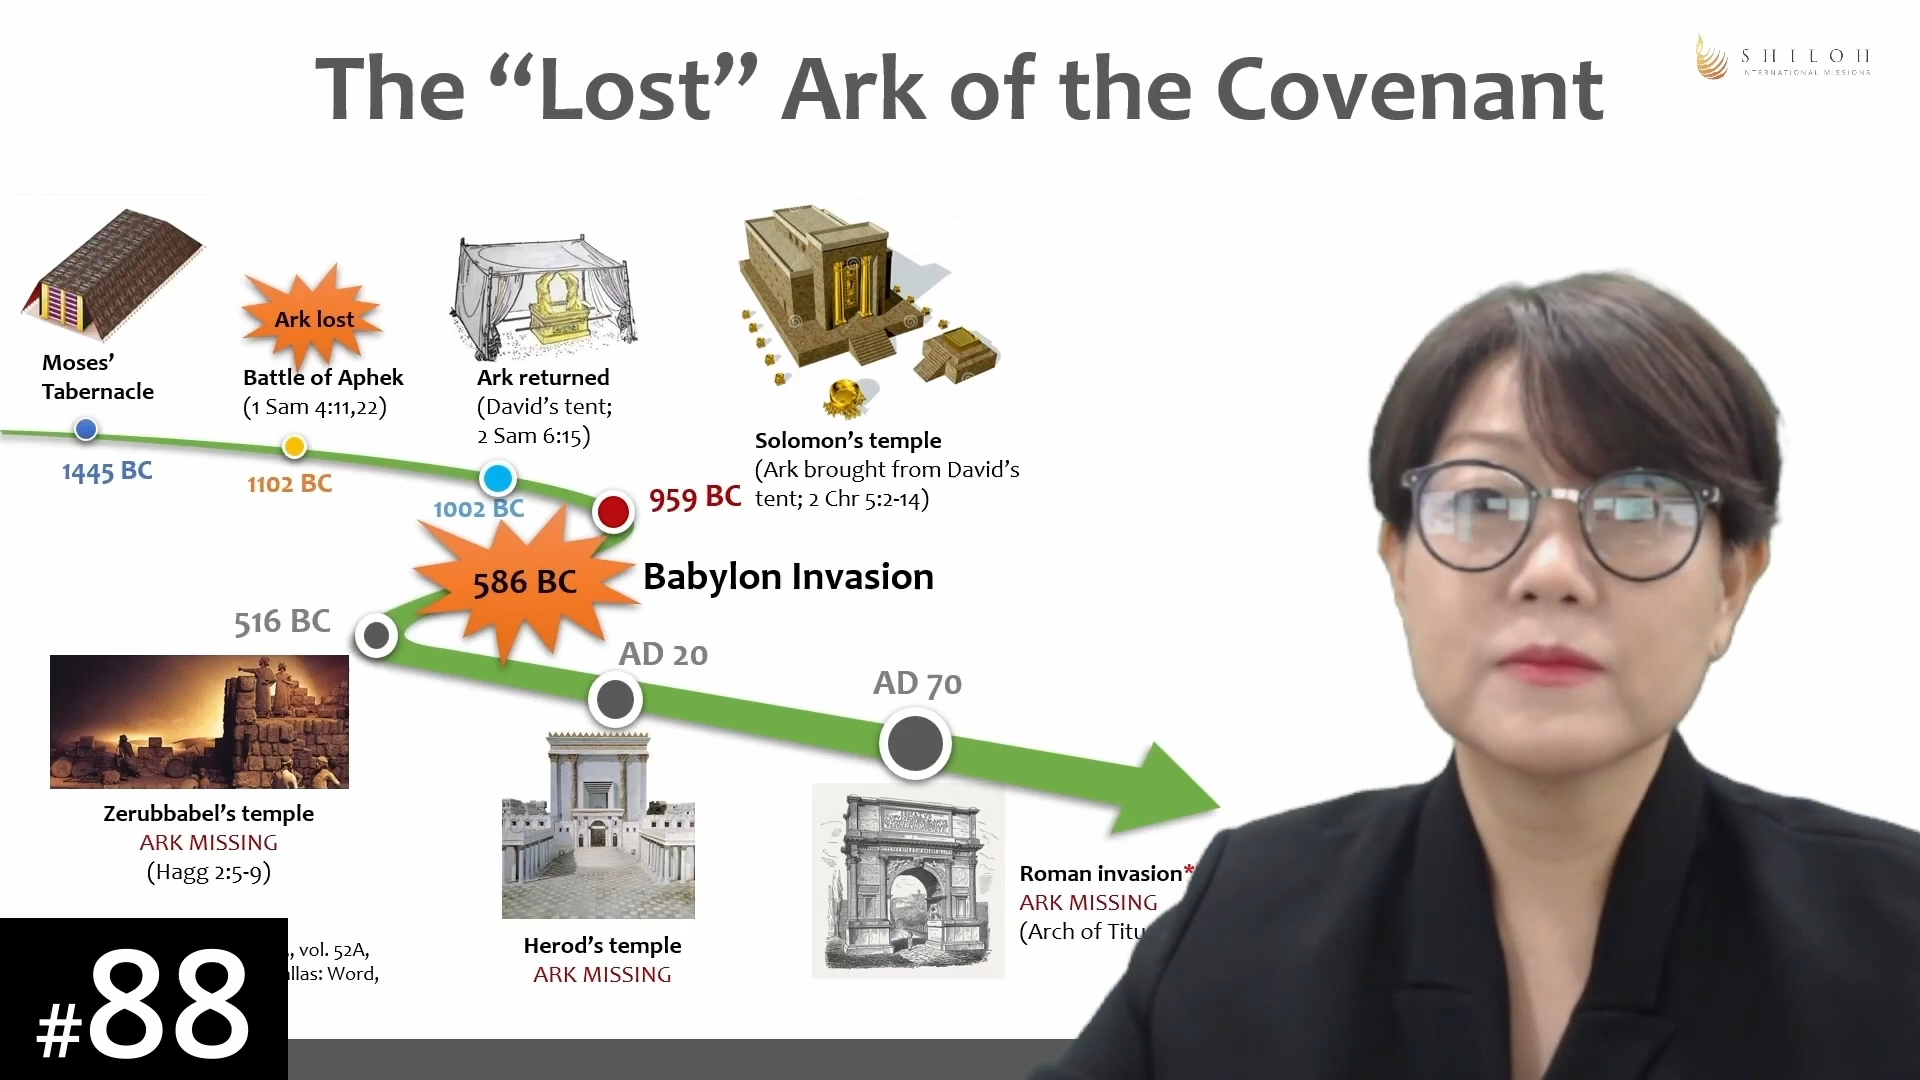 The “Lost” Ark of the Covenant
SHILOH
INTERNATIONAL MISSIONS
Moses’
Tabernacle
1445 BC
Ark lost
Battle of Aphek
(1 Sam 4:11,22)
1102 BC
Ark returned
(David’s tent;
2 Sam 6:15)
1002 BC
959 BC
Solomon’s temple
(Ark brought from David’s
tent; 2 Chr 5:2-14)
586 BC
Babylon Invasion
516 BC
Zerubbabel’s temple
ARK MISSING
(Hagg 2:5-9)
AD 20
Herod’s temple
ARK MISSING
AD 70
Roman invasion*
ARK MISSING
(Arch of Titu
, vol. 52A,
llas: Word,
#88